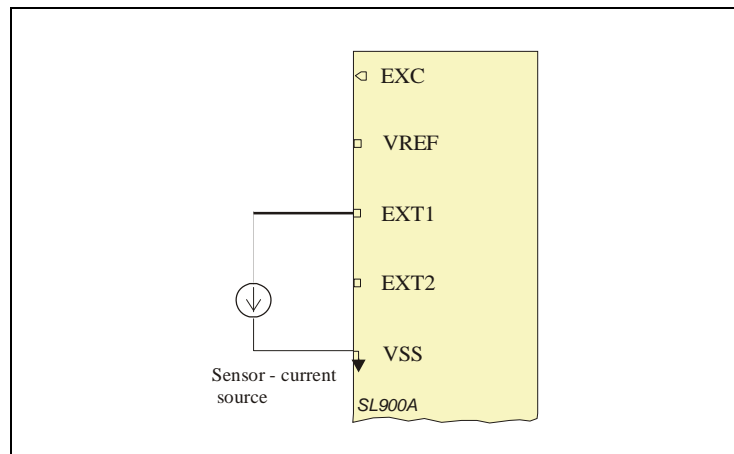 EXC
VREF
EXT1
EXT2
VSS
Sensor - current
source
SL900A